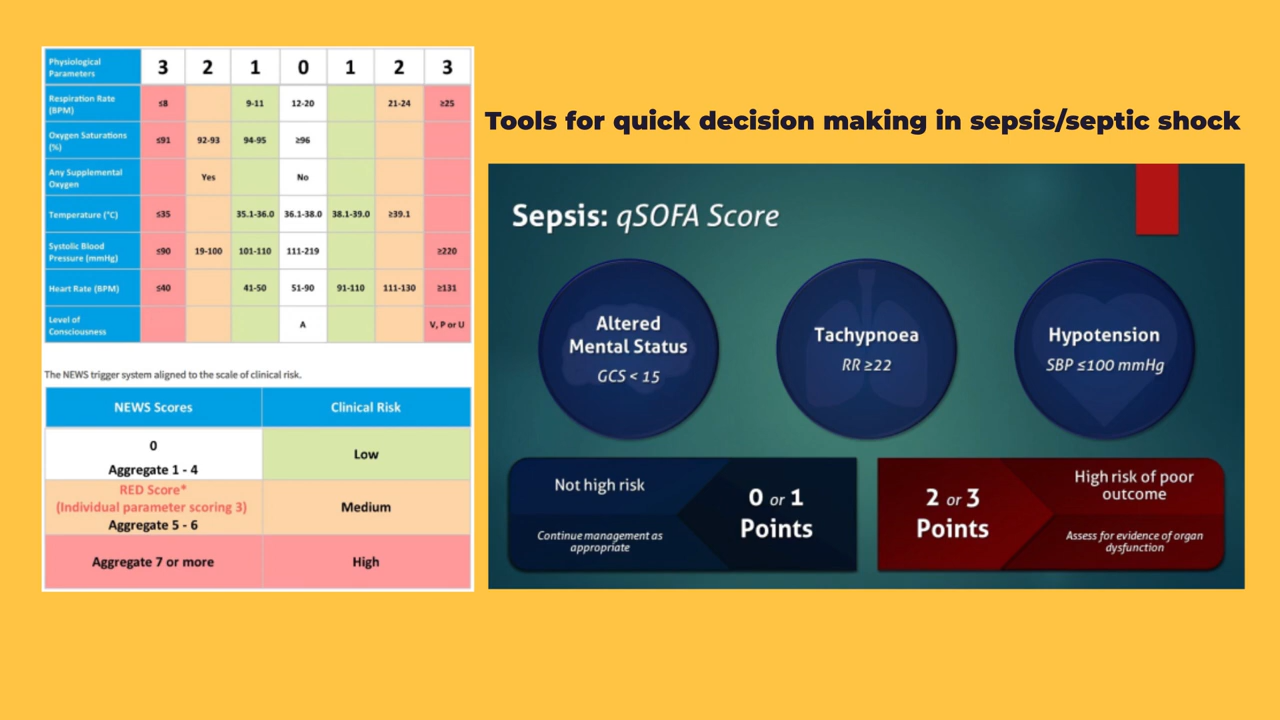 Physiological Parameters 3 2 1 0 1 2 3
Respiration Rate (BPM) ≤8 9-11 12-20 21-24 ≥25
Oxygen Saturations (%) ≤91 92-93 94-95 ≥96
Any Supplemental Oxygen Yes No
Temperature (°C) ≤35 35.1-36.0 36.1-38.0 38.1-39.0 ≥39.1
Systolic Blood Pressure (mmHg) ≤90 19-100 101-110 111-219 ≥220
Heart Rate (BPM) ≤40 41-50 51-90 91-110 111-130 ≥131
Level of Consciousness A V, P or U
The NEWS trigger system aligned to the scale of clinical risk.
NEWS Scores Clinical Risk
0
Aggregate 1 - 4
Low
RED Score*
(Individual parameter scoring 3)
Aggregate 5 - 6
Medium
Aggregate 7 or more High
Tools for quick decision making in sepsis/septic shock
Sepsis: qSOFA Score
Altered
Mental Status
GCS < 15
Tachypnoea
RR ≥22
Hypotension
SBP ≤100 mmHg
Not high risk
Continue management as
appropriate
0 or 1
Points
2 or 3
Points
High risk of poor
outcome
Assess for evidence of organ
dysfunction